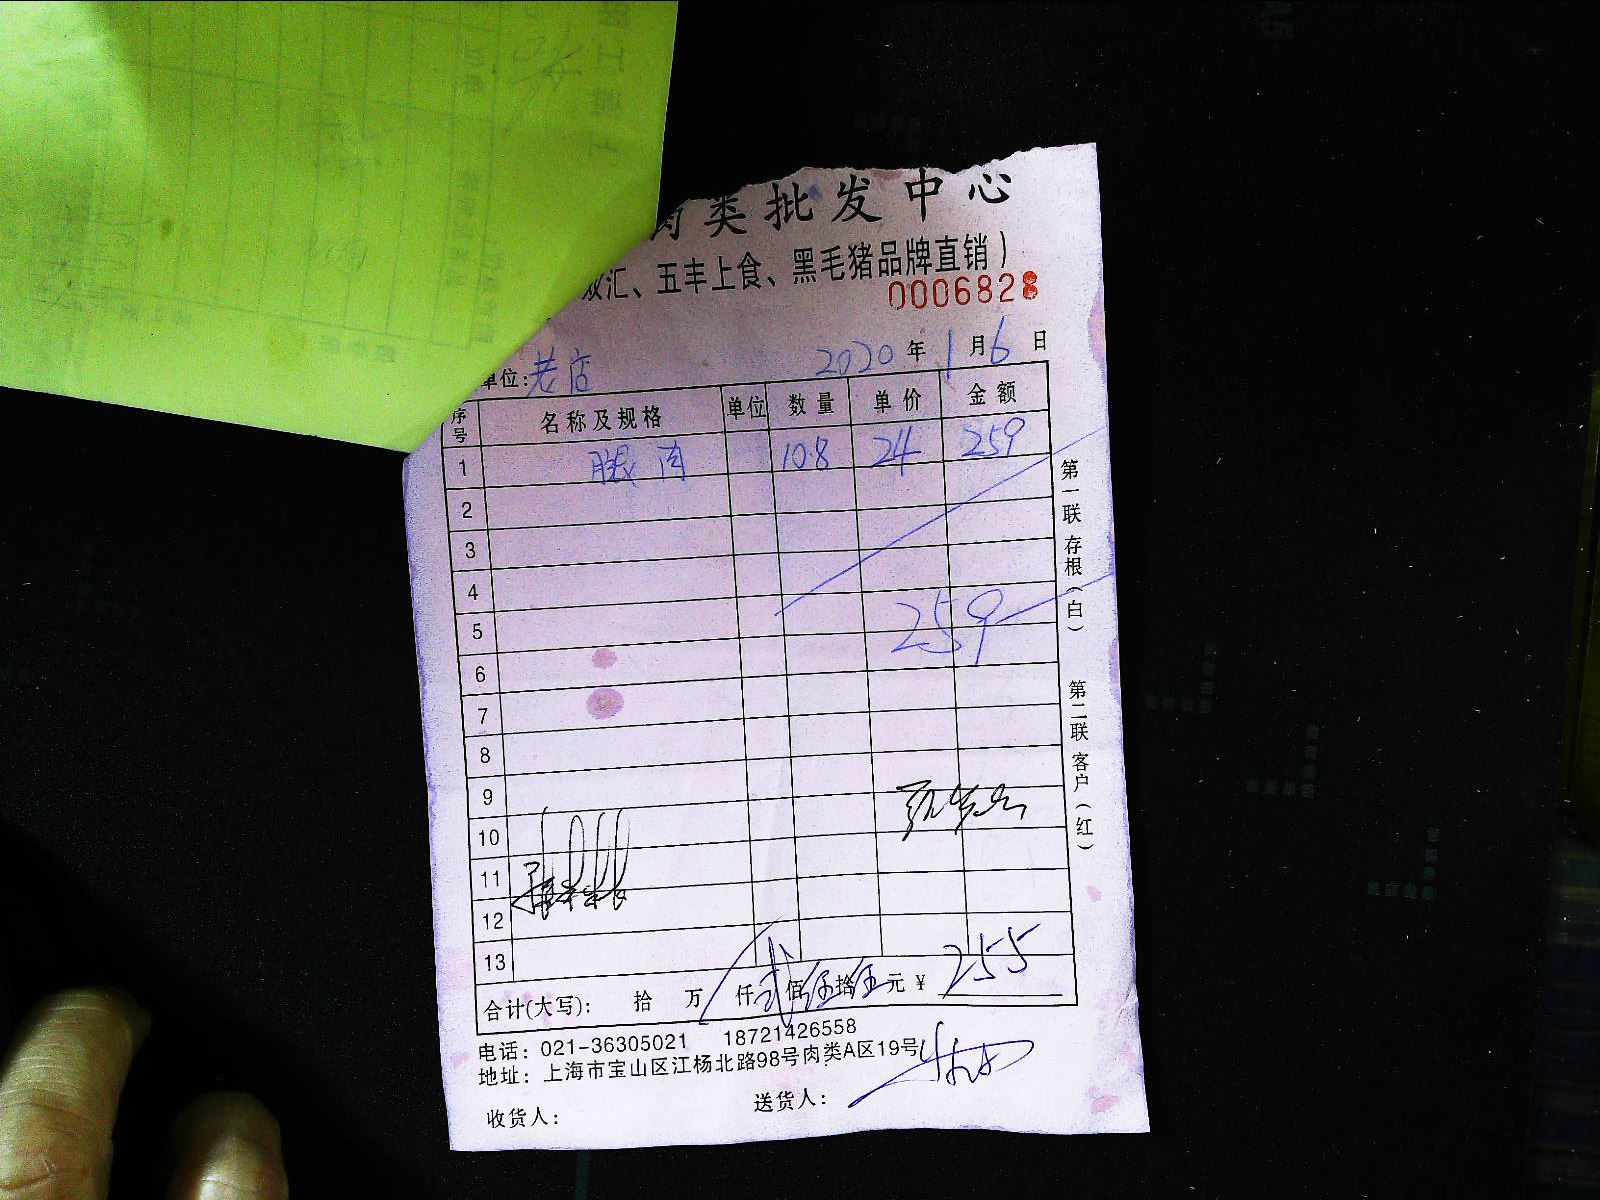 肉类批发中心
双汇、五丰上食、黑毛猪品牌直销）
0006828
单位：老店 2020年1月6日
序号 名称及规格 单位 数量 单价 金额
1 腿肉 10.8 24 259
2
3
4
5 259
6
7
8
9
10
11
12
13
合计(大写)： 拾 万 仟 贰 佰 伍 拾 伍 元 ¥ 255
电话：021-36305021 18721426558
地址：上海市宝山区江杨北路98号肉类A区19号
收货人： 送货人：
第一联 存根（白） 第二联 客户（红）